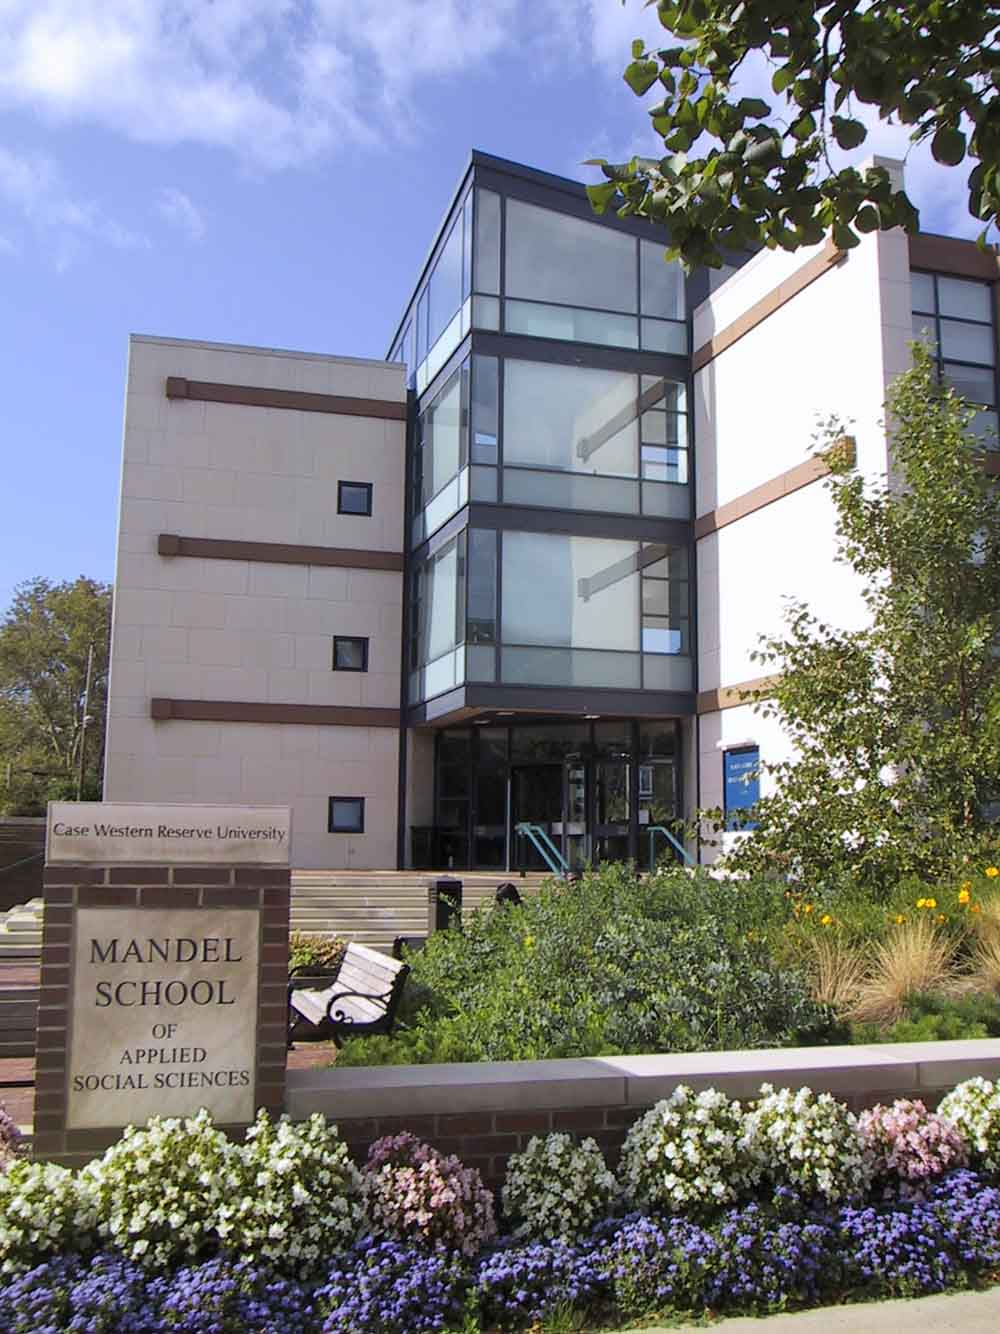 Case Western Reserve University
MANDEL
SCHOOL
OF
APPLIED
SOCIAL SCIENCES